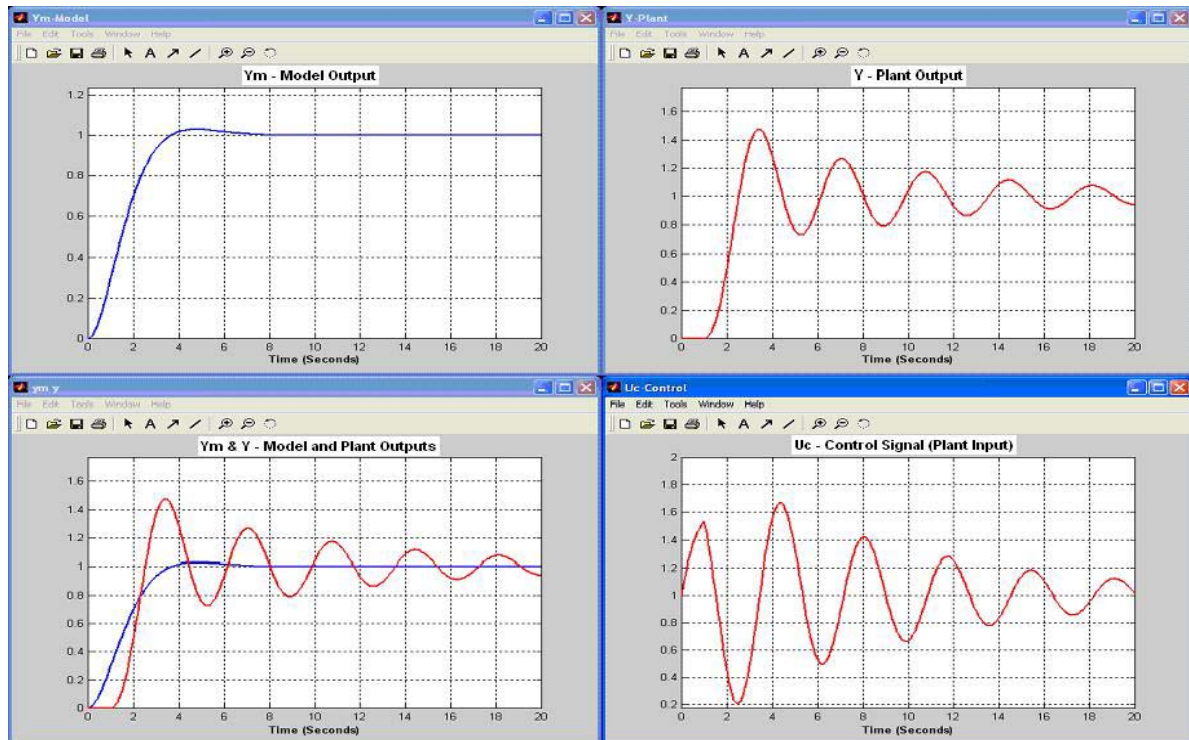 Ym-Model
File Edit Tools Window Help
Ym - Model Output
1.2
1
0.8
0.6
0.4
0.2
0
0 2 4 6 8 10 12 14 16 18 20
Time (Seconds)
Y-Plant
File Edit Tools Window Help
Y - Plant Output
1.6
1.4
1.2
1
0.8
0.6
0.4
0.2
0
0 2 4 6 8 10 12 14 16 18 20
Time (Seconds)
ym y
File Edit Tools Window Help
Ym & Y - Model and Plant Outputs
1.6
1.4
1.2
1
0.8
0.6
0.4
0.2
0
0 2 4 6 8 10 12 14 16 18 20
Time (Seconds)
Uc-Control
File Edit Tools Window Help
Uc - Control Signal (Plant Input)
2
1.8
1.6
1.4
1.2
1
0.8
0.6
0.4
0.2
0 2 4 6 8 10 12 14 16 18 20
Time (Seconds)